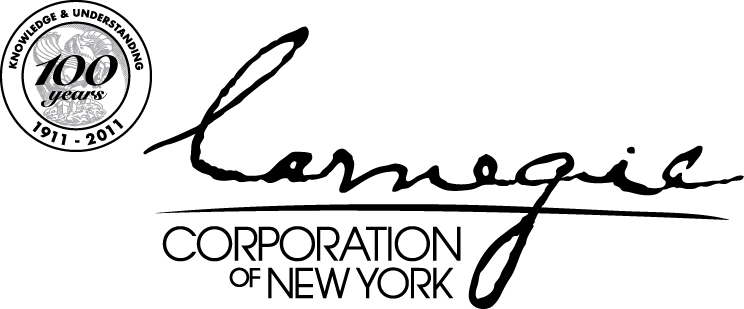 KNOWLEDGE & UNDERSTANDING
100
years
1911 - 2011
Carnegie
CORPORATION
OF NEW YORK